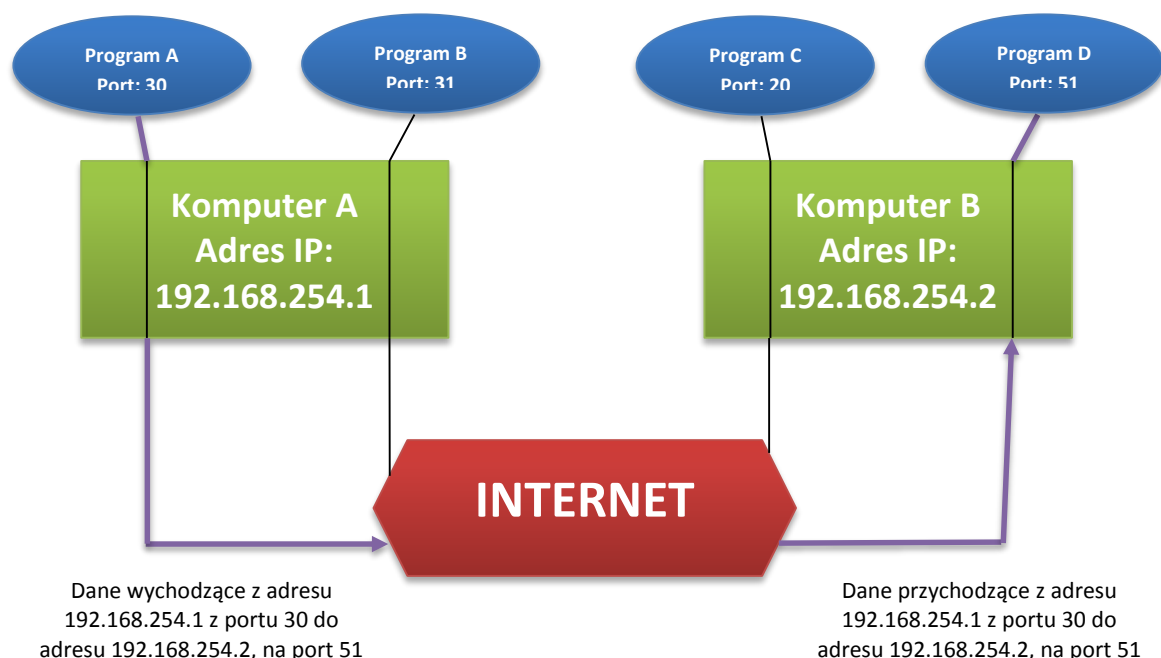 Program A
Port: 30
Program B
Port: 31
Program C
Port: 20
Program D
Port: 51
Komputer A
Adres IP:
192.168.254.1
Komputer B
Adres IP:
192.168.254.2
INTERNET
Dane wychodzące z adresu
192.168.254.1 z portu 30 do
adresu 192.168.254.2, na port 51
Dane przychodzące z adresu
192.168.254.1 z portu 30 do
adresu 192.168.254.2, na port 51